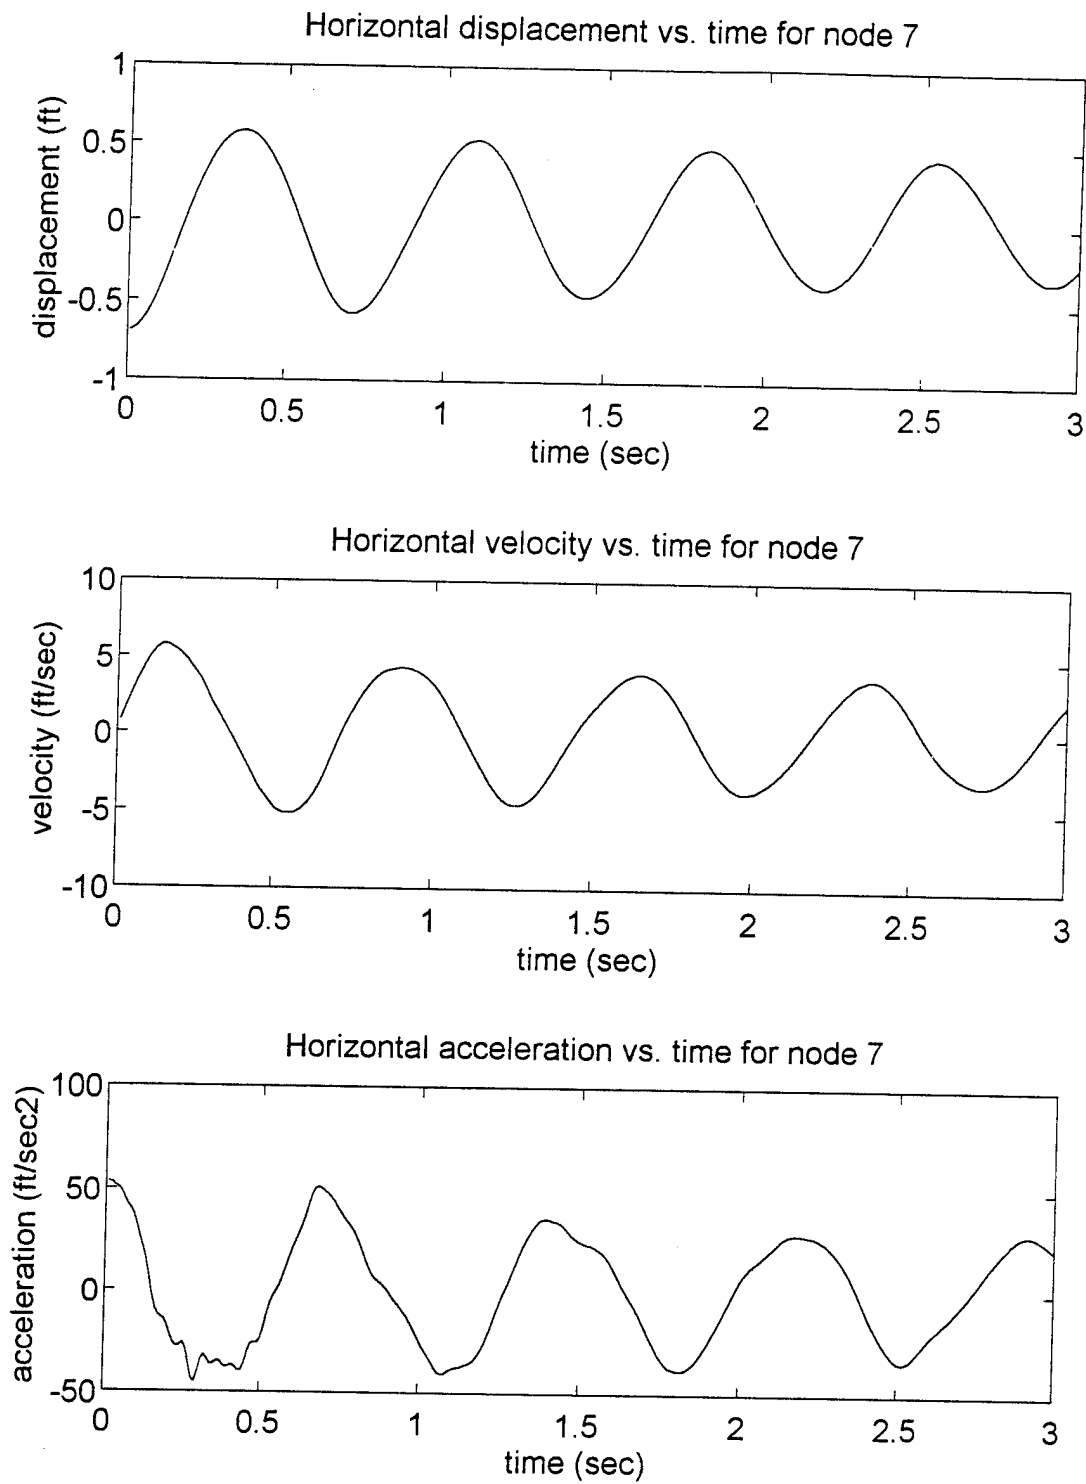 Horizontal displacement vs. time for node 7
1
0.5
0
-0.5
-1
displacement (ft)
0 0.5 1 1.5 2 2.5 3
time (sec)
Horizontal velocity vs. time for node 7
10
5
0
-5
-10
velocity (ft/sec)
0 0.5 1 1.5 2 2.5 3
time (sec)
Horizontal acceleration vs. time for node 7
100
50
0
-50
acceleration (ft/sec2)
0 0.5 1 1.5 2 2.5 3
time (sec)